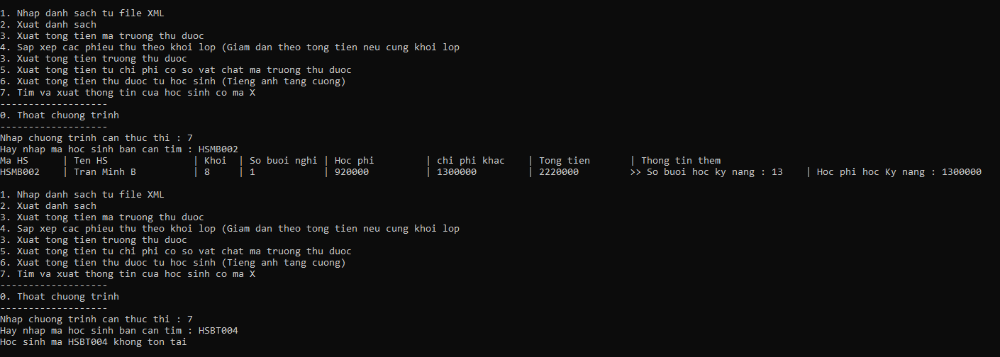 1. Nhap danh sach tu file XML
2. Xuat danh sach
3. Xuat tong tien ma truong thu duoc
4. Sap xep cac phieu thu theo khoi lop (Giam dan theo tong tien neu cung khoi lop
3. Xuat tong tien truong thu duoc
5. Xuat tong tien tu chi phi co so vat chat ma truong thu duoc
6. Xuat tong tien thu duoc tu hoc sinh (Tieng anh tang cuong)
7. Tim va xuat thong tin cua hoc sinh co ma X
-------------------
0. Thoat chuong trinh
-------------------
Nhap chuong trinh can thuc thi : 7
Hay nhap ma hoc sinh ban can tim : HSMB002
Ma HS | Ten HS | Khoi | So buoi nghi | Hoc phi | chi phi khac | Tong tien | Thong tin them
HSMB002 | Tran Minh B | 8 | 1 | 920000 | 1300000 | 2220000 >> So buoi hoc ky nang : 13 | Hoc phi hoc Ky nang : 1300000
1. Nhap danh sach tu file XML
2. Xuat danh sach
3. Xuat tong tien ma truong thu duoc
4. Sap xep cac phieu thu theo khoi lop (Giam dan theo tong tien neu cung khoi lop
3. Xuat tong tien truong thu duoc
5. Xuat tong tien tu chi phi co so vat chat ma truong thu duoc
6. Xuat tong tien thu duoc tu hoc sinh (Tieng anh tang cuong)
7. Tim va xuat thong tin cua hoc sinh co ma X
-------------------
0. Thoat chuong trinh
-------------------
Nhap chuong trinh can thuc thi : 7
Hay nhap ma hoc sinh ban can tim : HSBT004
Hoc sinh ma HSBT004 khong ton tai